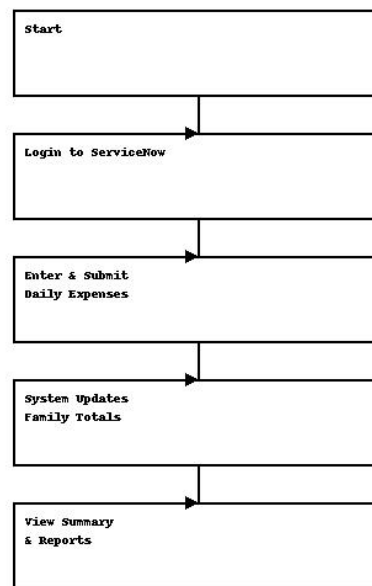 Start
Login to ServiceNow
Enter & Submit
Daily Expenses
System Updates
Family Totals
View Summary
& Reports